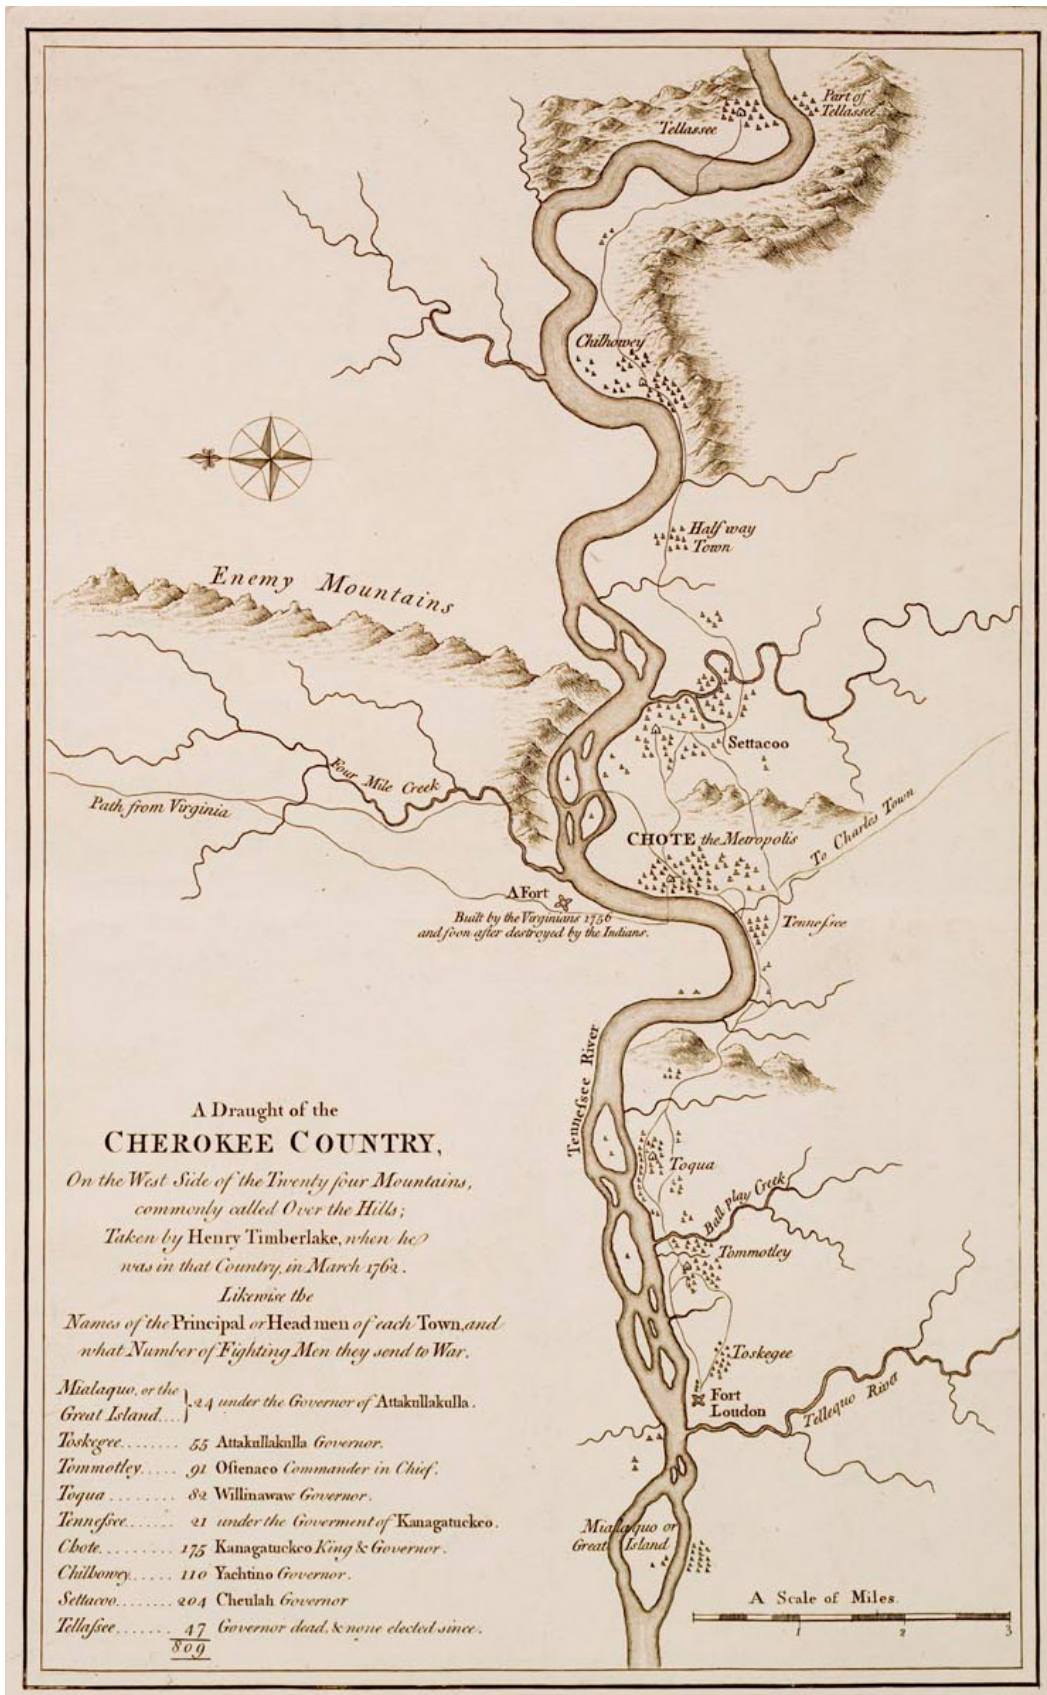 Part of
Tellassee
Tellassee
Chilhowey
Half way
Town
Enemy Mountains
Settacoo
Four Mile Creek
Path from Virginia
CHOTE the Metropolis
To Charles Town
A Fort
Built by the Virginians 1756
and soon after destroyed by the Indians.
Tenneſsee
Tenneſsee River
Toqua
Ball play Creek
Tommotley
Toskegee
Fort
Loudon
Tellequo River
Mialaquo or
Great Island
A Draught of the
CHEROKEE COUNTRY,
On the West Side of the Twenty four Mountains,
commonly called Over the Hills;
Taken by Henry Timberlake, when he
was in that Country, in March 1762.
Likewise the
Names of the Principal or Head men of each Town, and
what Number of Fighting Men they send to War.
Mialaquo, or the
Great Island.... } .24 under the Governor of Attakullakulla.
Toskegee........ 55 Attakullakulla Governor.
Tommotley..... 91 Ostenaco Commander in Chief.
Toqua ........ 82 Willinawaw Governor.
Tenneſsee....... 21 under the Goverment of Kanagatuckco.
Chote.......... 175 Kanagatuckco King & Governor.
Chilhowey...... 110 Yachtino Governor.
Settacoo........ 204 Cheulah Governor
Tellaſsee....... 47 Governor dead, & none elected since.
809
A Scale of Miles.
1 2 3